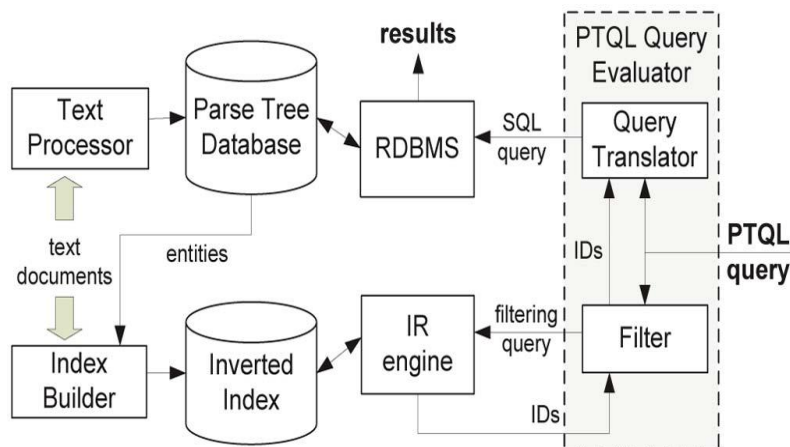 results
PTQL Query
Evaluator
Text
Processor
Parse Tree
Database
RDBMS
SQL
query
Query
Translator
text
documents
entities
IDs
PTQL
query
Index
Builder
Inverted
Index
IR
engine
filtering
query
Filter
IDs